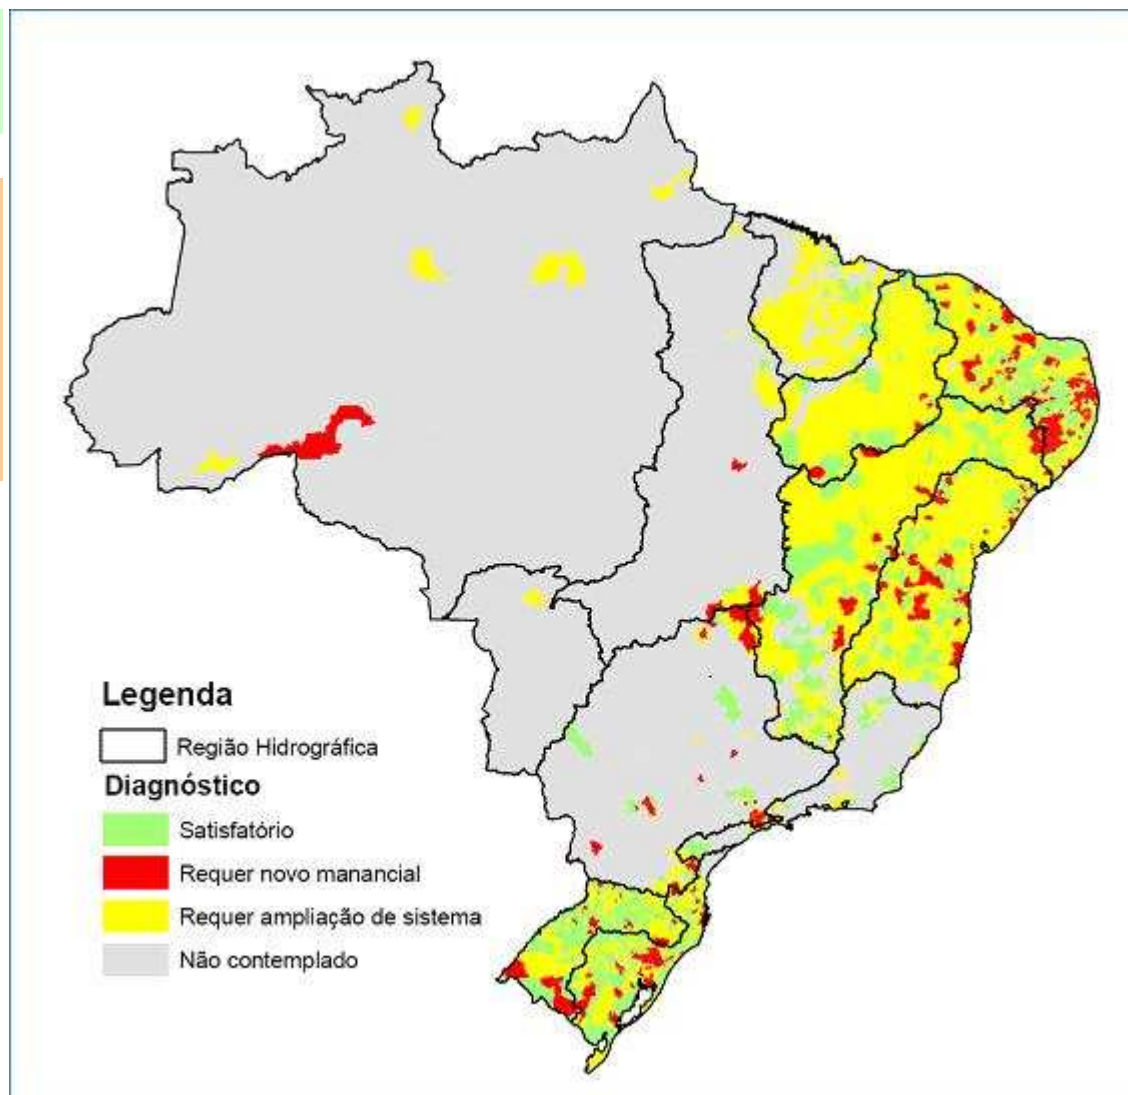 Legenda
Região Hidrográfica
Diagnóstico
Satisfatório
Requer novo manancial
Requer ampliação de sistema
Não contemplado